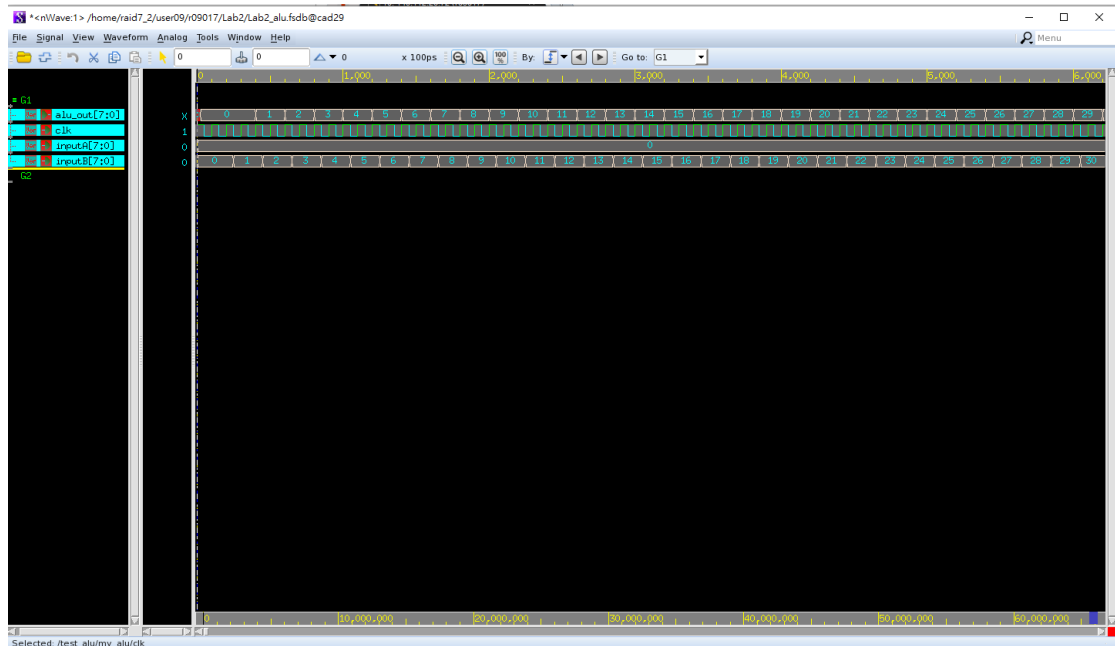 *<nWave:1> /home/raid7_2/user09/r09017/Lab2/Lab2_alu.fsdb@cad29
File Signal View Waveform Analog Tools Window Help Menu
0 0 0 x 100ps 100 % By: Go to: G1
0 1,000 2,000 3,000 4,000 5,000 6,000
G1
alu_out[7:0] X 0 1 2 3 4 5 6 7 8 9 10 11 12 13 14 15 16 17 18 19 20 21 22 23 24 25 26 27 28 29
clk 1
inputA[7:0] 0 0
inputB[7:0] 0 0 1 2 3 4 5 6 7 8 9 10 11 12 13 14 15 16 17 18 19 20 21 22 23 24 25 26 27 28 29 30
G2
0 10,000,000 20,000,000 30,000,000 40,000,000 50,000,000 60,000,000
Selected: /test_alu/my_alu/clk